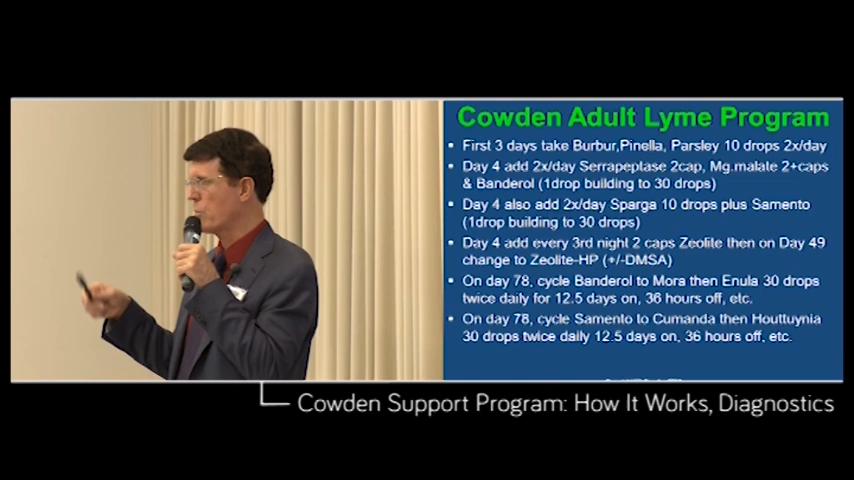 Cowden Adult Lyme Program
• First 3 days take Burbur,Pinella, Parsley 10 drops 2x/day
• Day 4 add 2x/day Serrapeptase 2cap, Mg.malate 2+caps
& Banderol (1drop building to 30 drops)
• Day 4 also add 2x/day Sparga 10 drops plus Samento
(1drop building to 30 drops)
• Day 4 add every 3rd night 2 caps Zeolite then on Day 49
change to Zeolite-HP (+/-DMSA)
• On day 78, cycle Banderol to Mora then Enula 30 drops
twice daily for 12.5 days on, 36 hours off, etc.
• On day 78, cycle Samento to Cumanda then Houttuynia
30 drops twice daily 12.5 days on, 36 hours off, etc.
Cowden Support Program: How It Works, Diagnostics